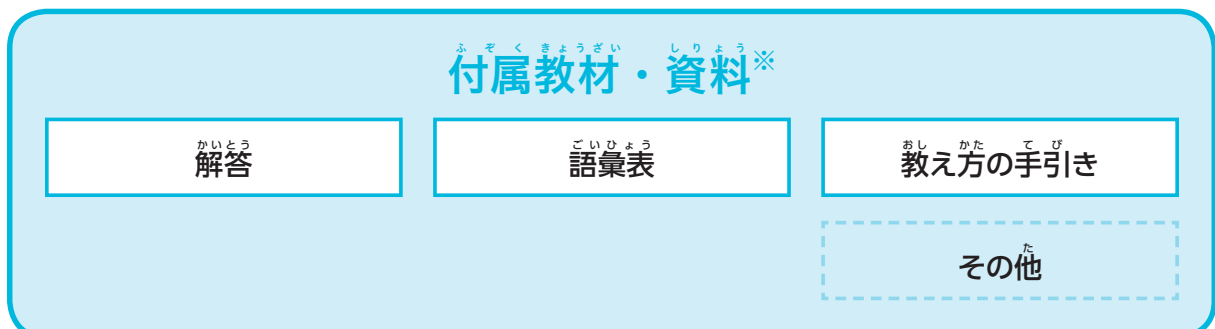 ふぞくきょうざい しりょう
付属教材・資料※
かいとう
解答
ごいひょう
語彙表
おし かた て び
教え方の手引き
た
その他